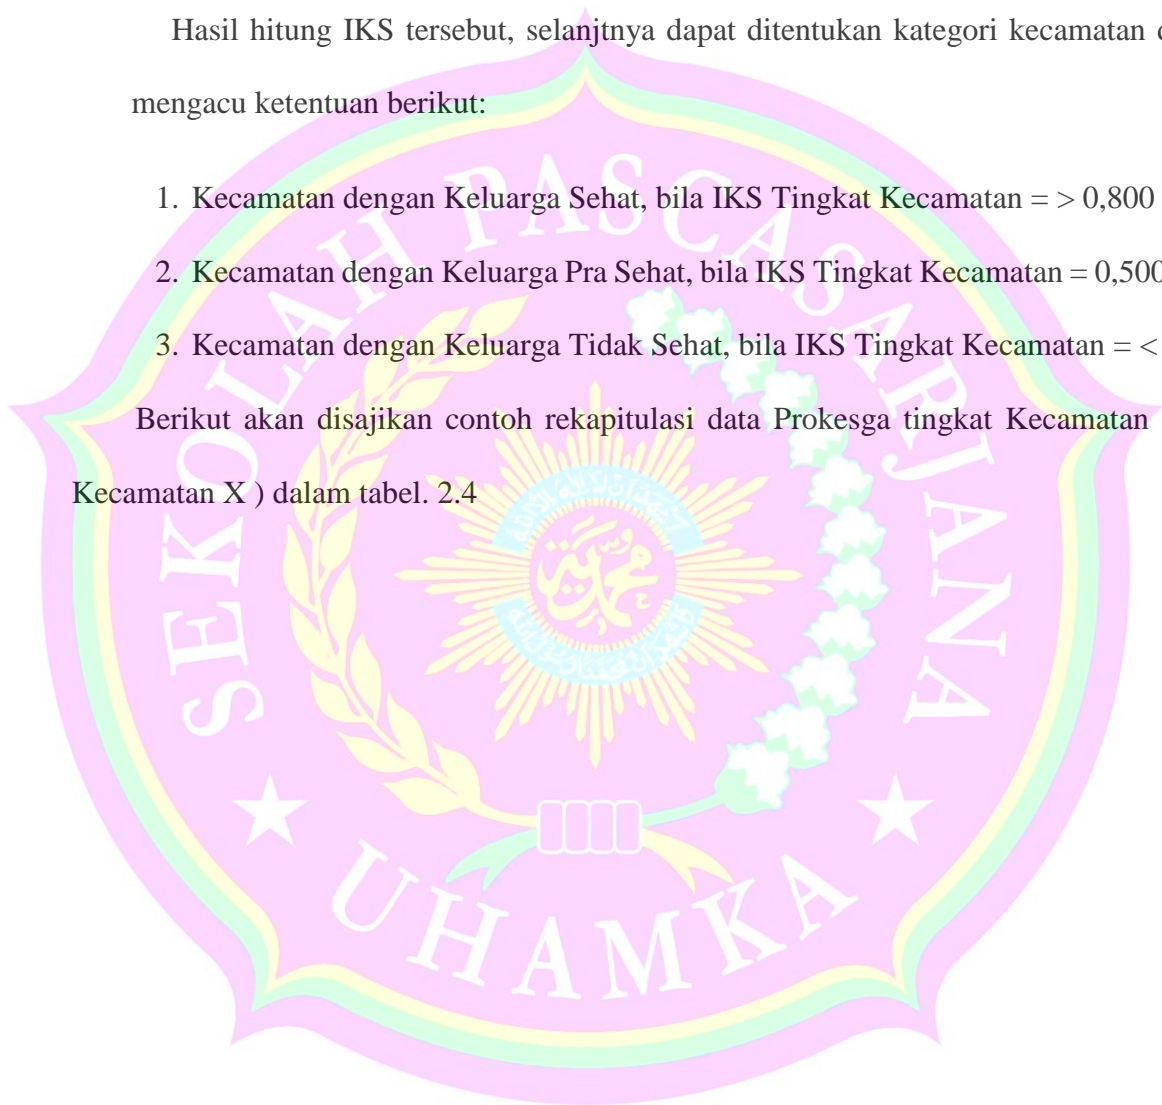 Hasil hitung IKS tersebut, selanjtnya dapat ditentukan kategori kecamatan
mengacu ketentuan berikut:
1. Kecamatan dengan Keluarga Sehat, bila IKS Tingkat Kecamatan = > 0,800
2. Kecamatan dengan Keluarga Pra Sehat, bila IKS Tingkat Kecamatan = 0,500
3. Kecamatan dengan Keluarga Tidak Sehat, bila IKS Tingkat Kecamatan = <
Berikut akan disajikan contoh rekapitulasi data Prokesga tingkat Kecamatan
Kecamatan X ) dalam tabel. 2.4
SEKOLAH PASCASARJANA
محمدية
UHAMKA